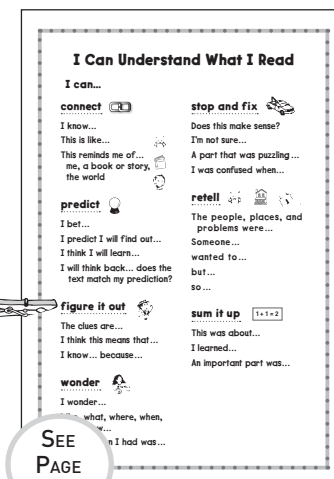 I Can Understand What I Read
I can...
connect
I know...
This is like...
This reminds me of...
me, a book or story,
the world
predict
I bet...
I predict I will find out...
I think I will learn...
I will think back... does the
text match my prediction?
figure it out
The clues are...
I think this means that...
I know... because...
wonder
I wonder...
what, where, when,
n I had was...
stop and fix
Does this make sense?
I'm not sure...
A part that was puzzling...
I was confused when...
retell
The people, places, and
problems were...
Someone...
wanted to...
but...
so...
sum it up 1+1=2
This was about...
I learned...
An important part was...
SEE
PAGE